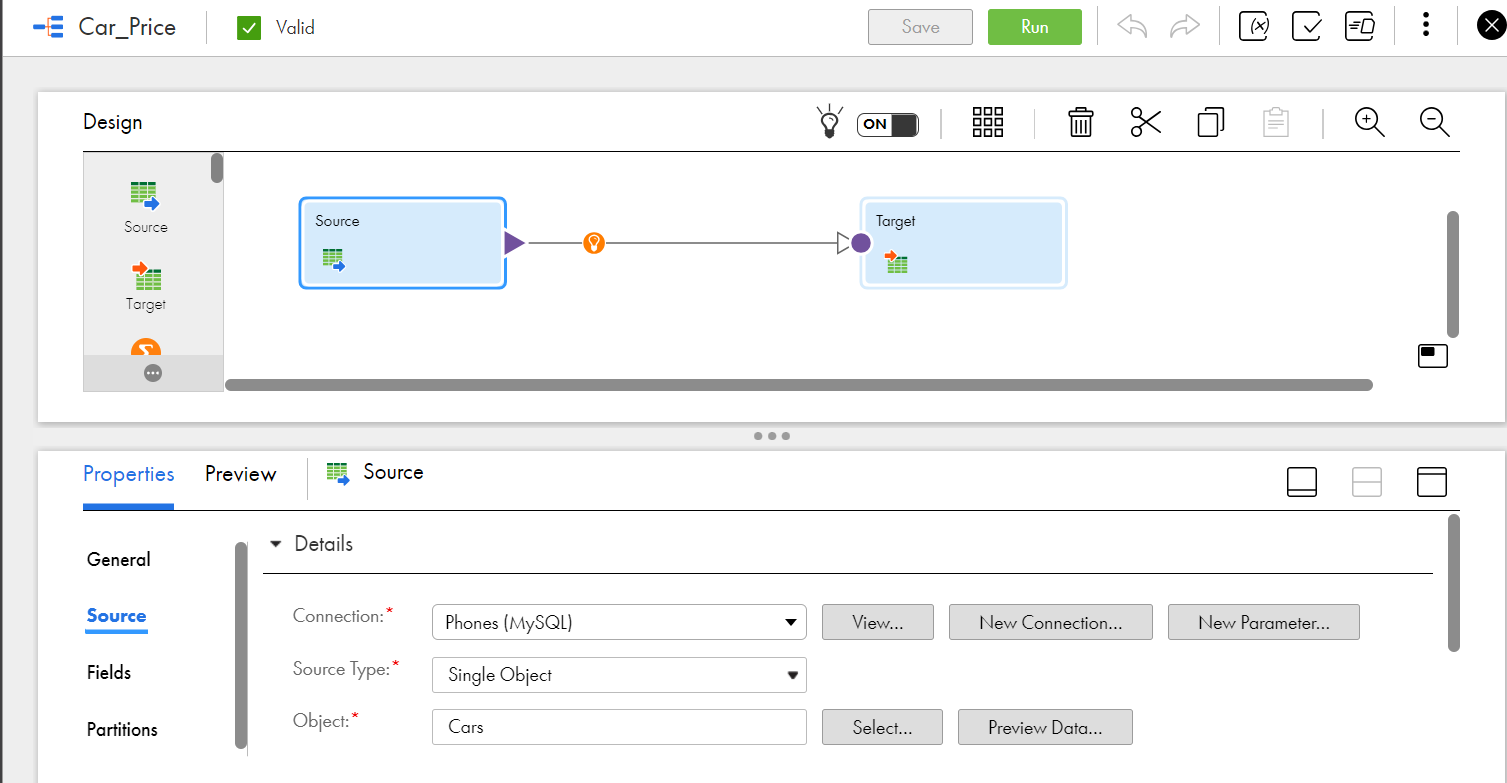 Car_Price
Valid
Save
Run
Design
ON
Source
Target
Source
Target
Properties
Preview
Source
General
Source
Fields
Partitions
Details
Connection:* Phones (MySQL) View... New Connection... New Parameter...
Source Type:* Single Object
Object:* Cars Select... Preview Data...